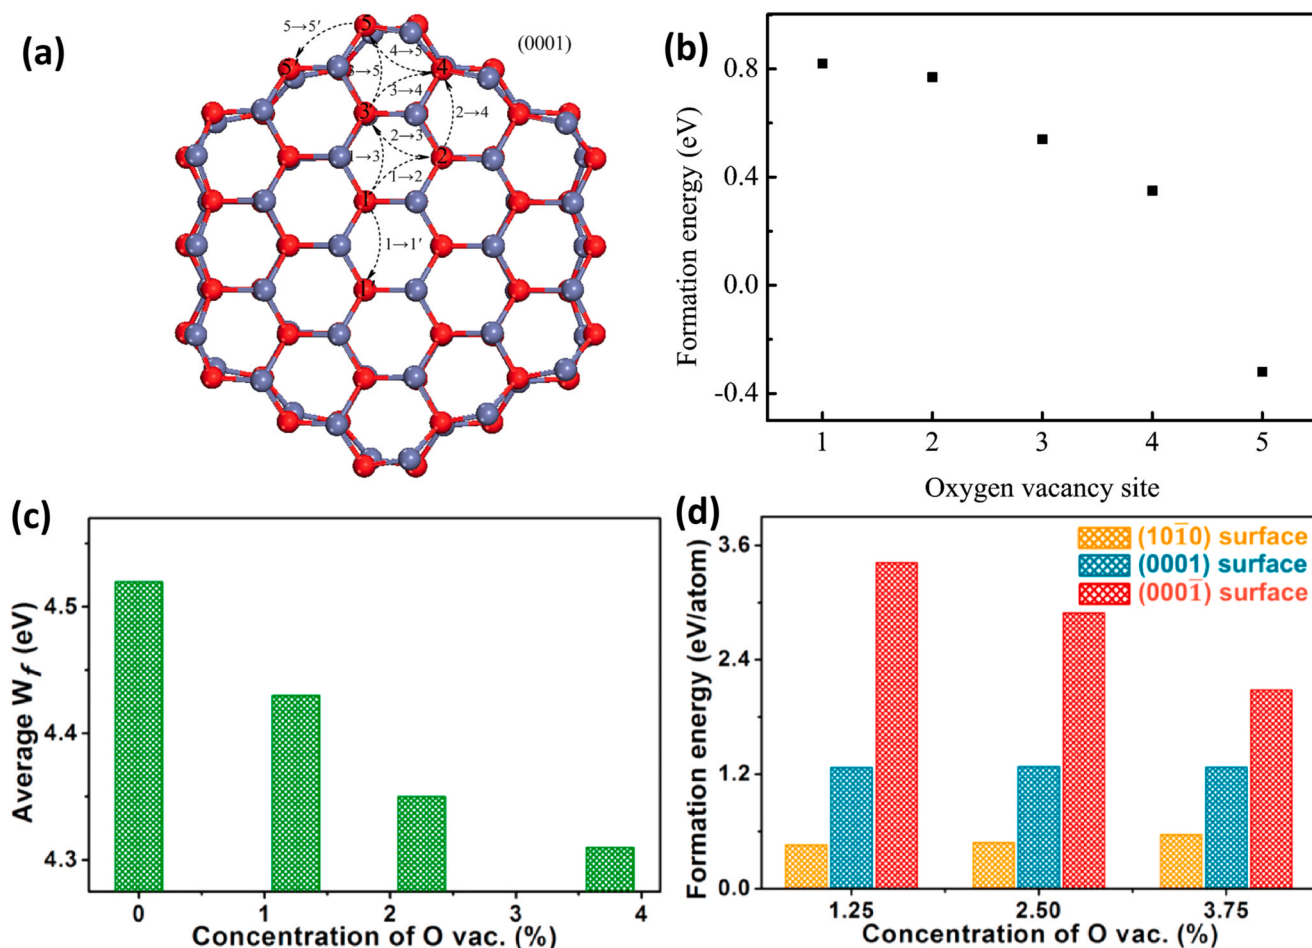 (a)
5→5′
5
4→5
(0001)
5′
3→5
4
3→4
3
2→4
2→3
1→3
2
1→2
1
1→1′
1′
(b)
Formation energy (eV)
0.8
0.4
0.0
-0.4
1 2 3 4 5
Oxygen vacancy site
(c)
Average W f (eV)
4.5
4.4
4.3
0 1 2 3 4
Concentration of O vac. (%)
(d)
Formation energy (eV/atom)
3.6
2.4
1.2
0.0
(101̅0) surface
(0001) surface
(0001̅) surface
1.25 2.50 3.75
Concentration of O vac. (%)